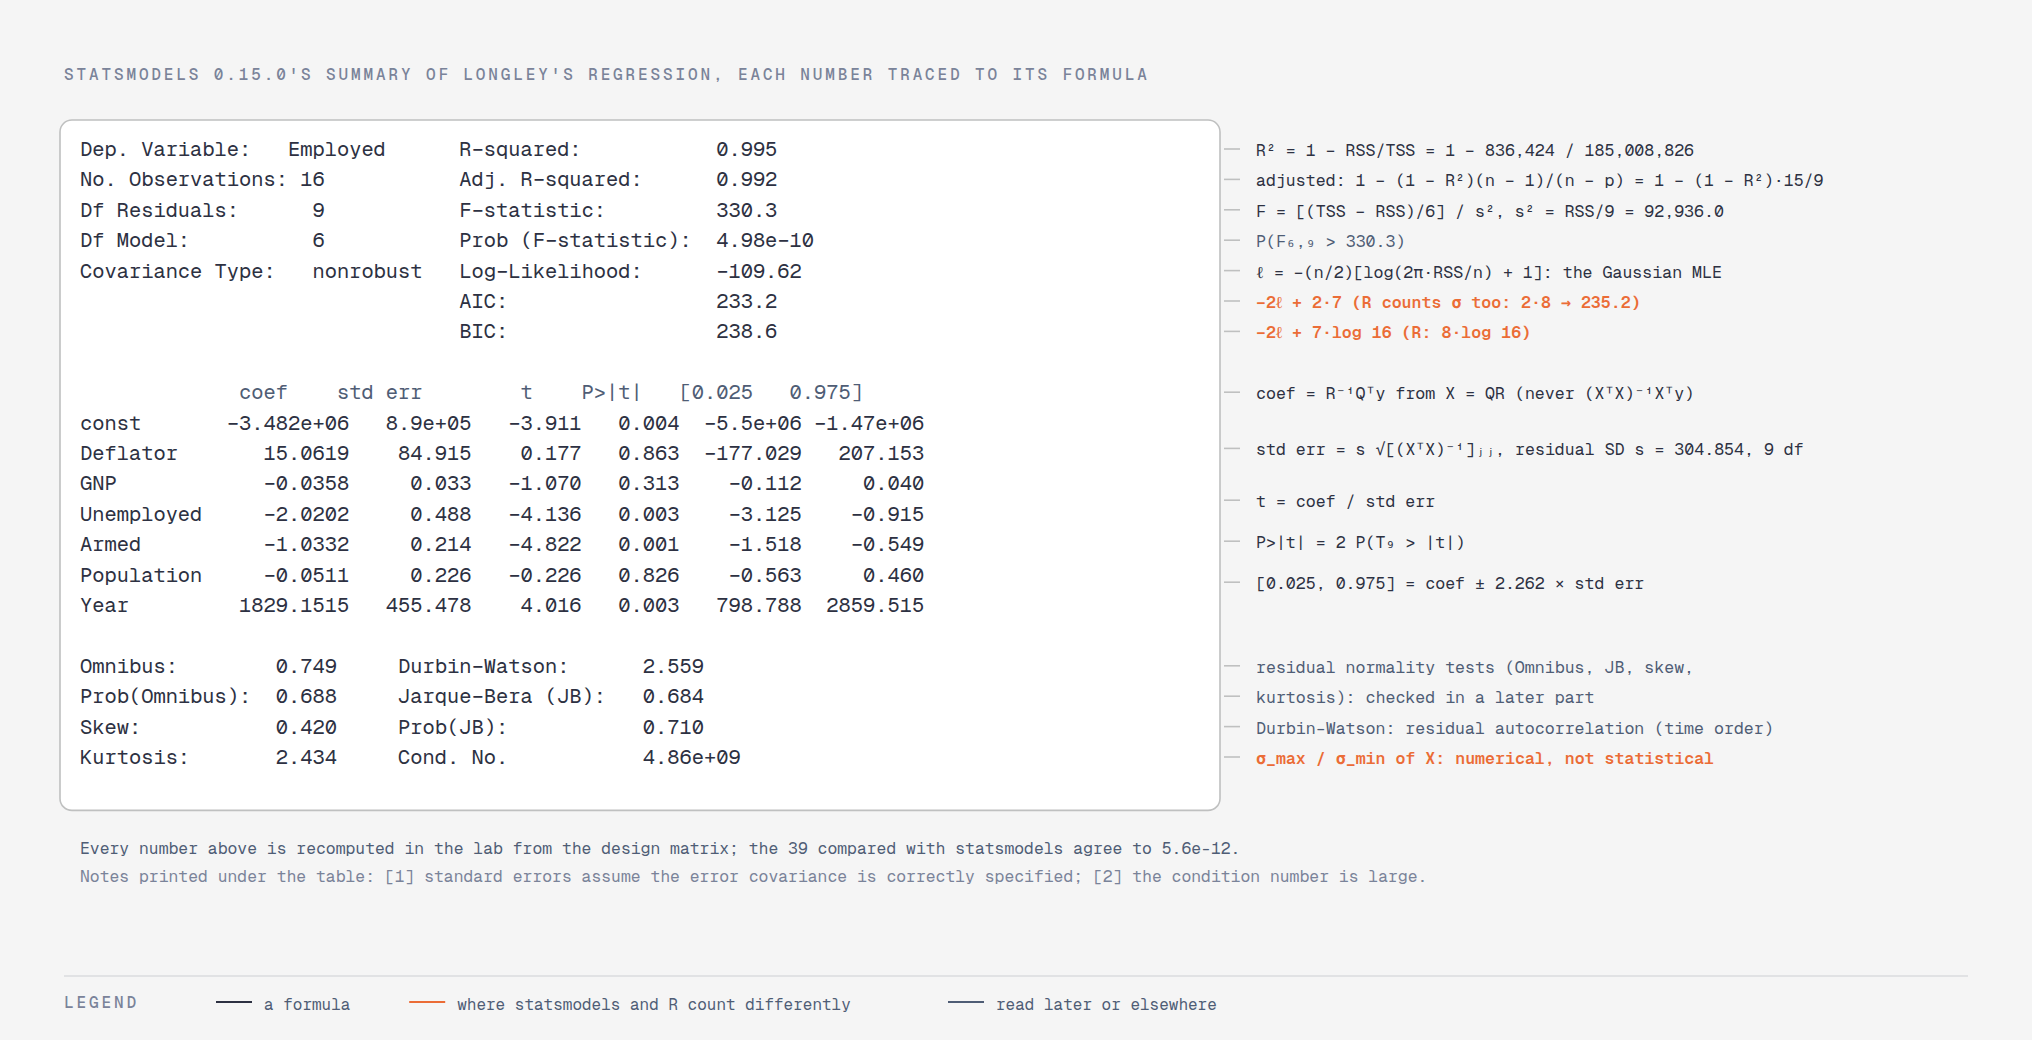 STATSMODELS 0.15.0'S SUMMARY OF LONGLEY'S REGRESSION, EACH NUMBER TRACED TO ITS FORMULA
Dep. Variable:   Employed      R-squared:           0.995   R² = 1 − RSS/TSS = 1 − 836,424 / 185,008,826
No. Observations: 16           Adj. R-squared:      0.992   adjusted: 1 − (1 − R²)(n − 1)/(n − p) = 1 − (1 − R²)·15/9
Df Residuals:      9           F-statistic:         330.3   F = [(TSS − RSS)/6] / s², s² = RSS/9 = 92,936.0
Df Model:          6           Prob (F-statistic):  4.98e-10   P(F₆,₉ > 330.3)
Covariance Type:   nonrobust   Log-Likelihood:      -109.62   ℓ = −(n/2)[log(2π·RSS/n) + 1]: the Gaussian MLE
AIC:                 233.2   −2ℓ + 2·7 (R counts σ too: 2·8 → 235.2)
BIC:                 238.6   −2ℓ + 7·log 16 (R: 8·log 16)
coef    std err        t    P>|t|   [0.025   0.975]   coef = R⁻¹Qᵀy from X = QR (never (XᵀX)⁻¹Xᵀy)
const       -3.482e+06   8.9e+05   -3.911   0.004  -5.5e+06 -1.47e+06
Deflator       15.0619    84.915    0.177   0.863  -177.029   207.153   std err = s √[(XᵀX)⁻¹]ⱼⱼ, residual SD s = 304.854, 9 df
GNP            -0.0358     0.033   -1.070   0.313    -0.112     0.040   t = coef / std err
Unemployed     -2.0202     0.488   -4.136   0.003    -3.125    -0.915
Armed          -1.0332     0.214   -4.822   0.001    -1.518    -0.549   P>|t| = 2 P(T₉ > |t|)
Population     -0.0511     0.226   -0.226   0.826    -0.563     0.460   [0.025, 0.975] = coef ± 2.262 × std err
Year         1829.1515   455.478    4.016   0.003   798.788  2859.515
Omnibus:        0.749     Durbin-Watson:      2.559   residual normality tests (Omnibus, JB, skew,
Prob(Omnibus):  0.688     Jarque-Bera (JB):   0.684   kurtosis): checked in a later part
Skew:           0.420     Prob(JB):           0.710   Durbin-Watson: residual autocorrelation (time order)
Kurtosis:       2.434     Cond. No.           4.86e+09   σ_max / σ_min of X: numerical, not statistical
Every number above is recomputed in the lab from the design matrix; the 39 compared with statsmodels agree to 5.6e-12.
Notes printed under the table: [1] standard errors assume the error covariance is correctly specified; [2] the condition number is large.
LEGEND   a formula   where statsmodels and R count differently   read later or elsewhere